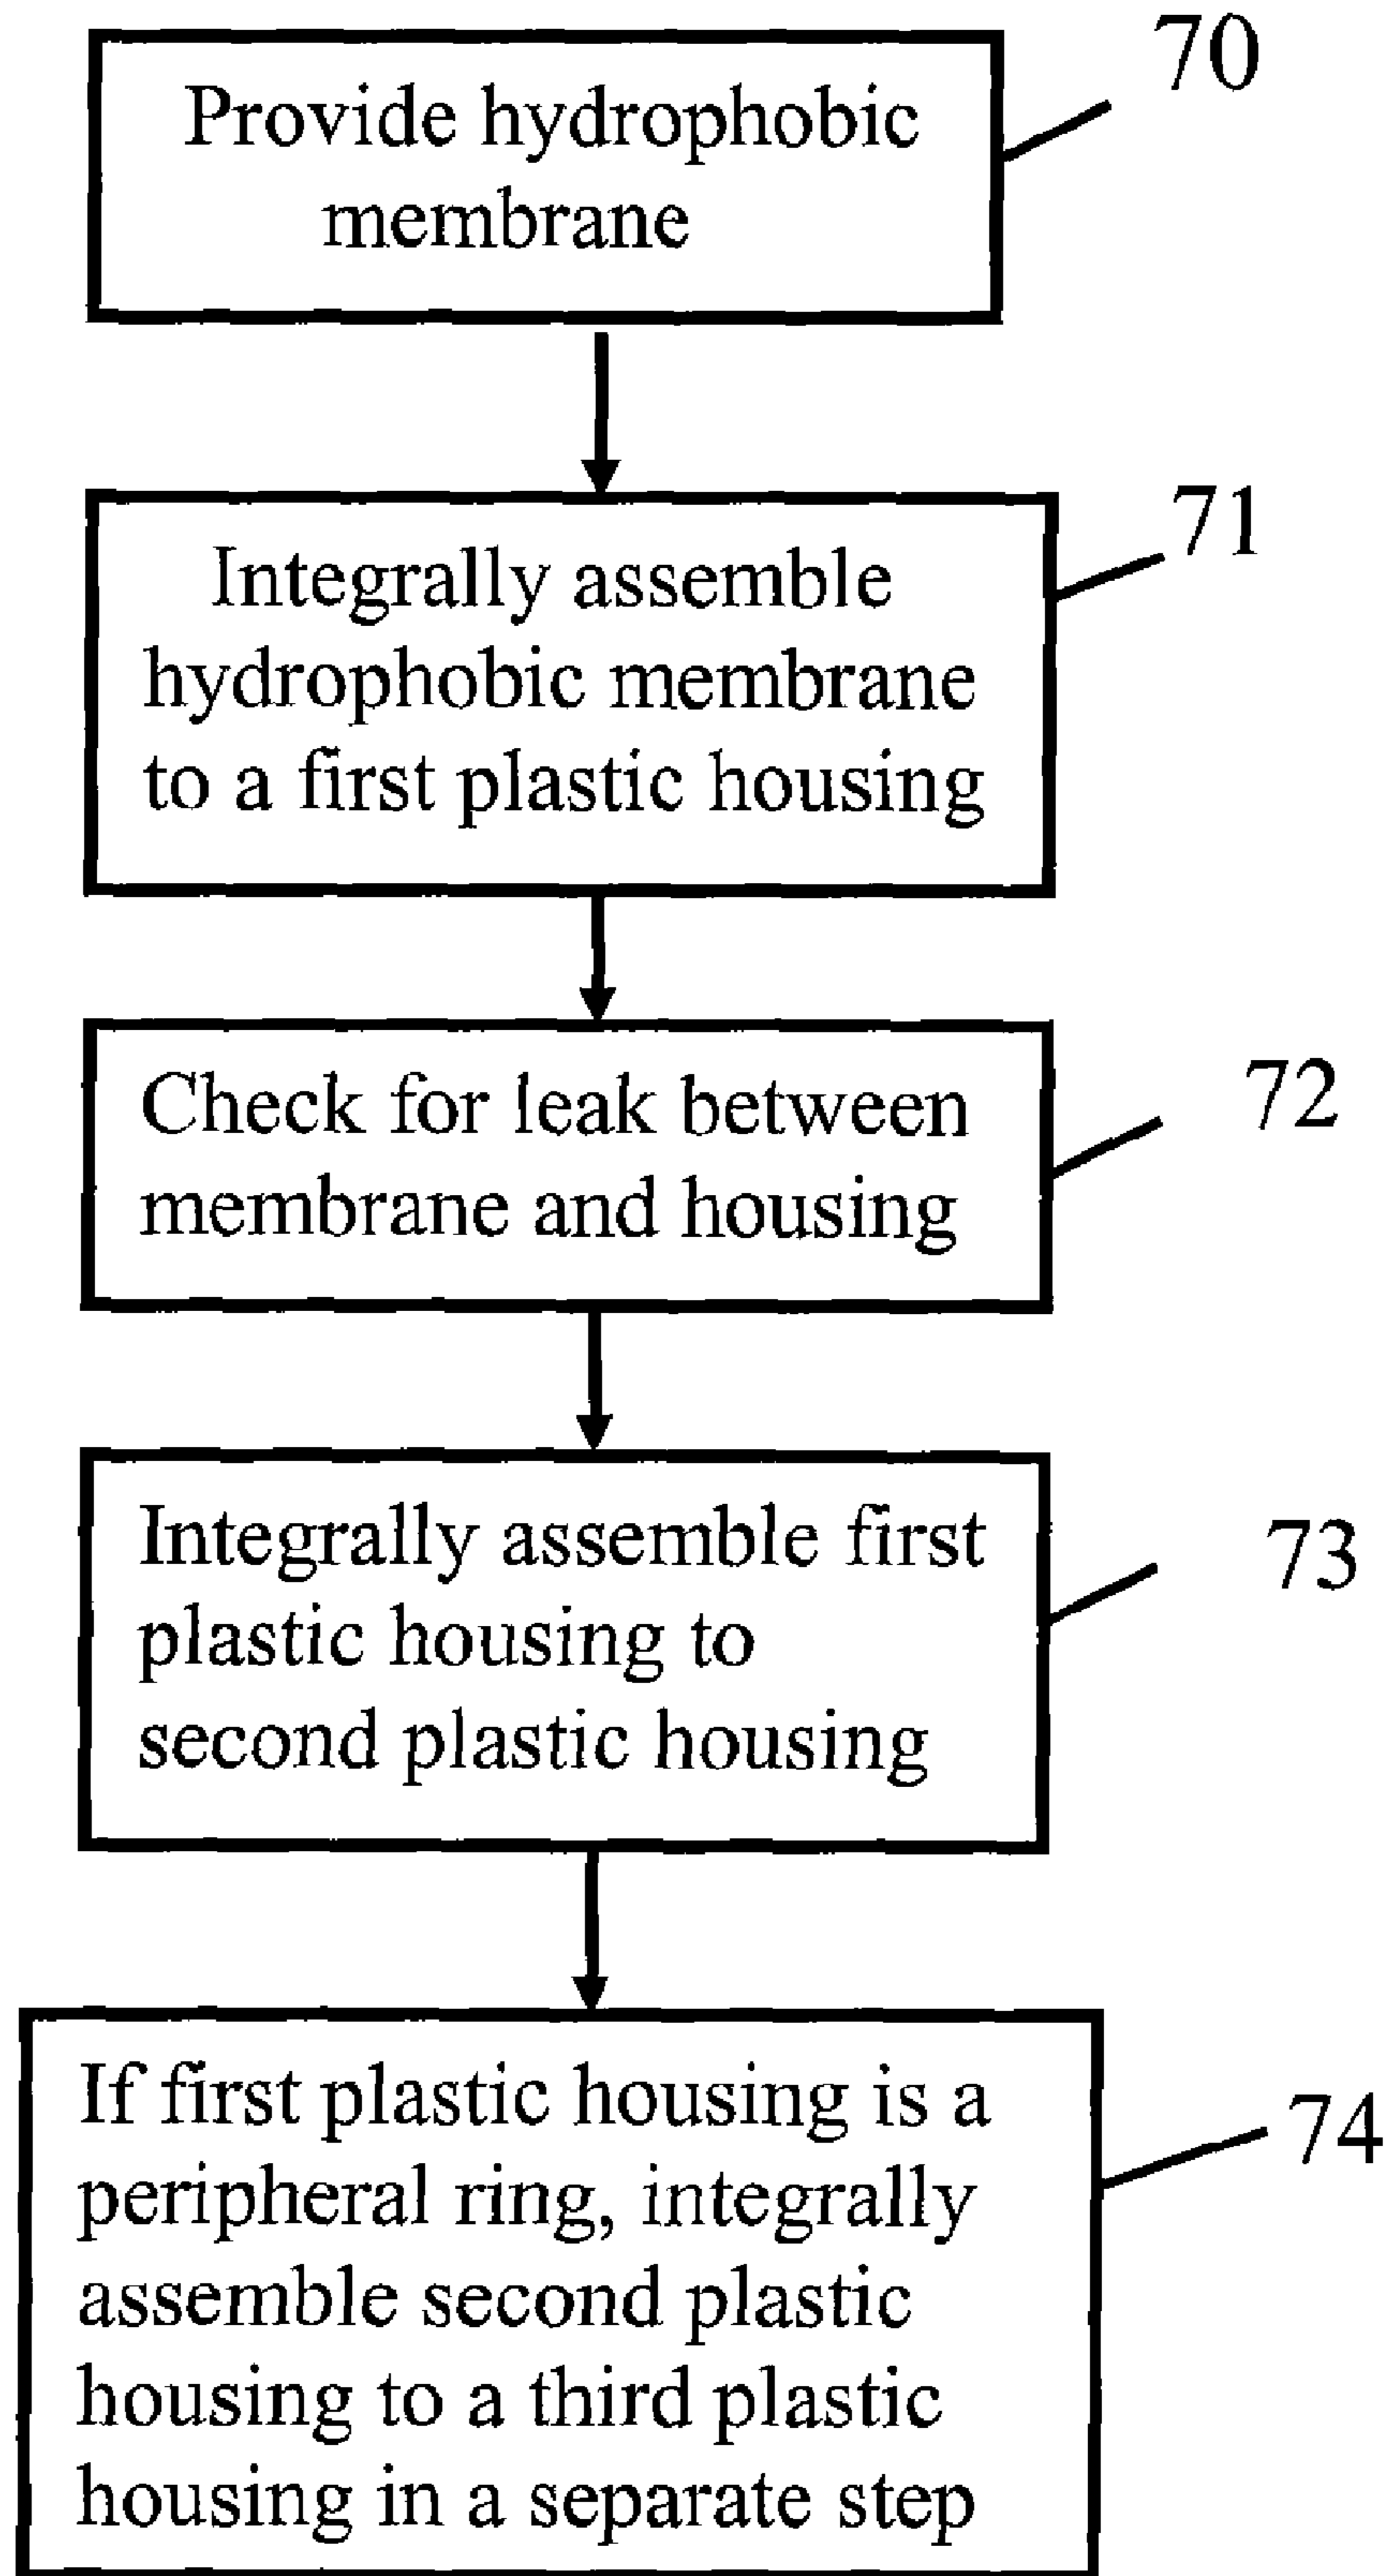 70
Provide hydrophobic
membrane
71
Integrally assemble
hydrophobic membrane
to a first plastic housing
72
Check for leak between
membrane and housing
73
Integrally assemble first
plastic housing to
second plastic housing
74
If first plastic housing is a
peripheral ring, integrally
assemble second plastic
housing to a third plastic
housing in a separate step